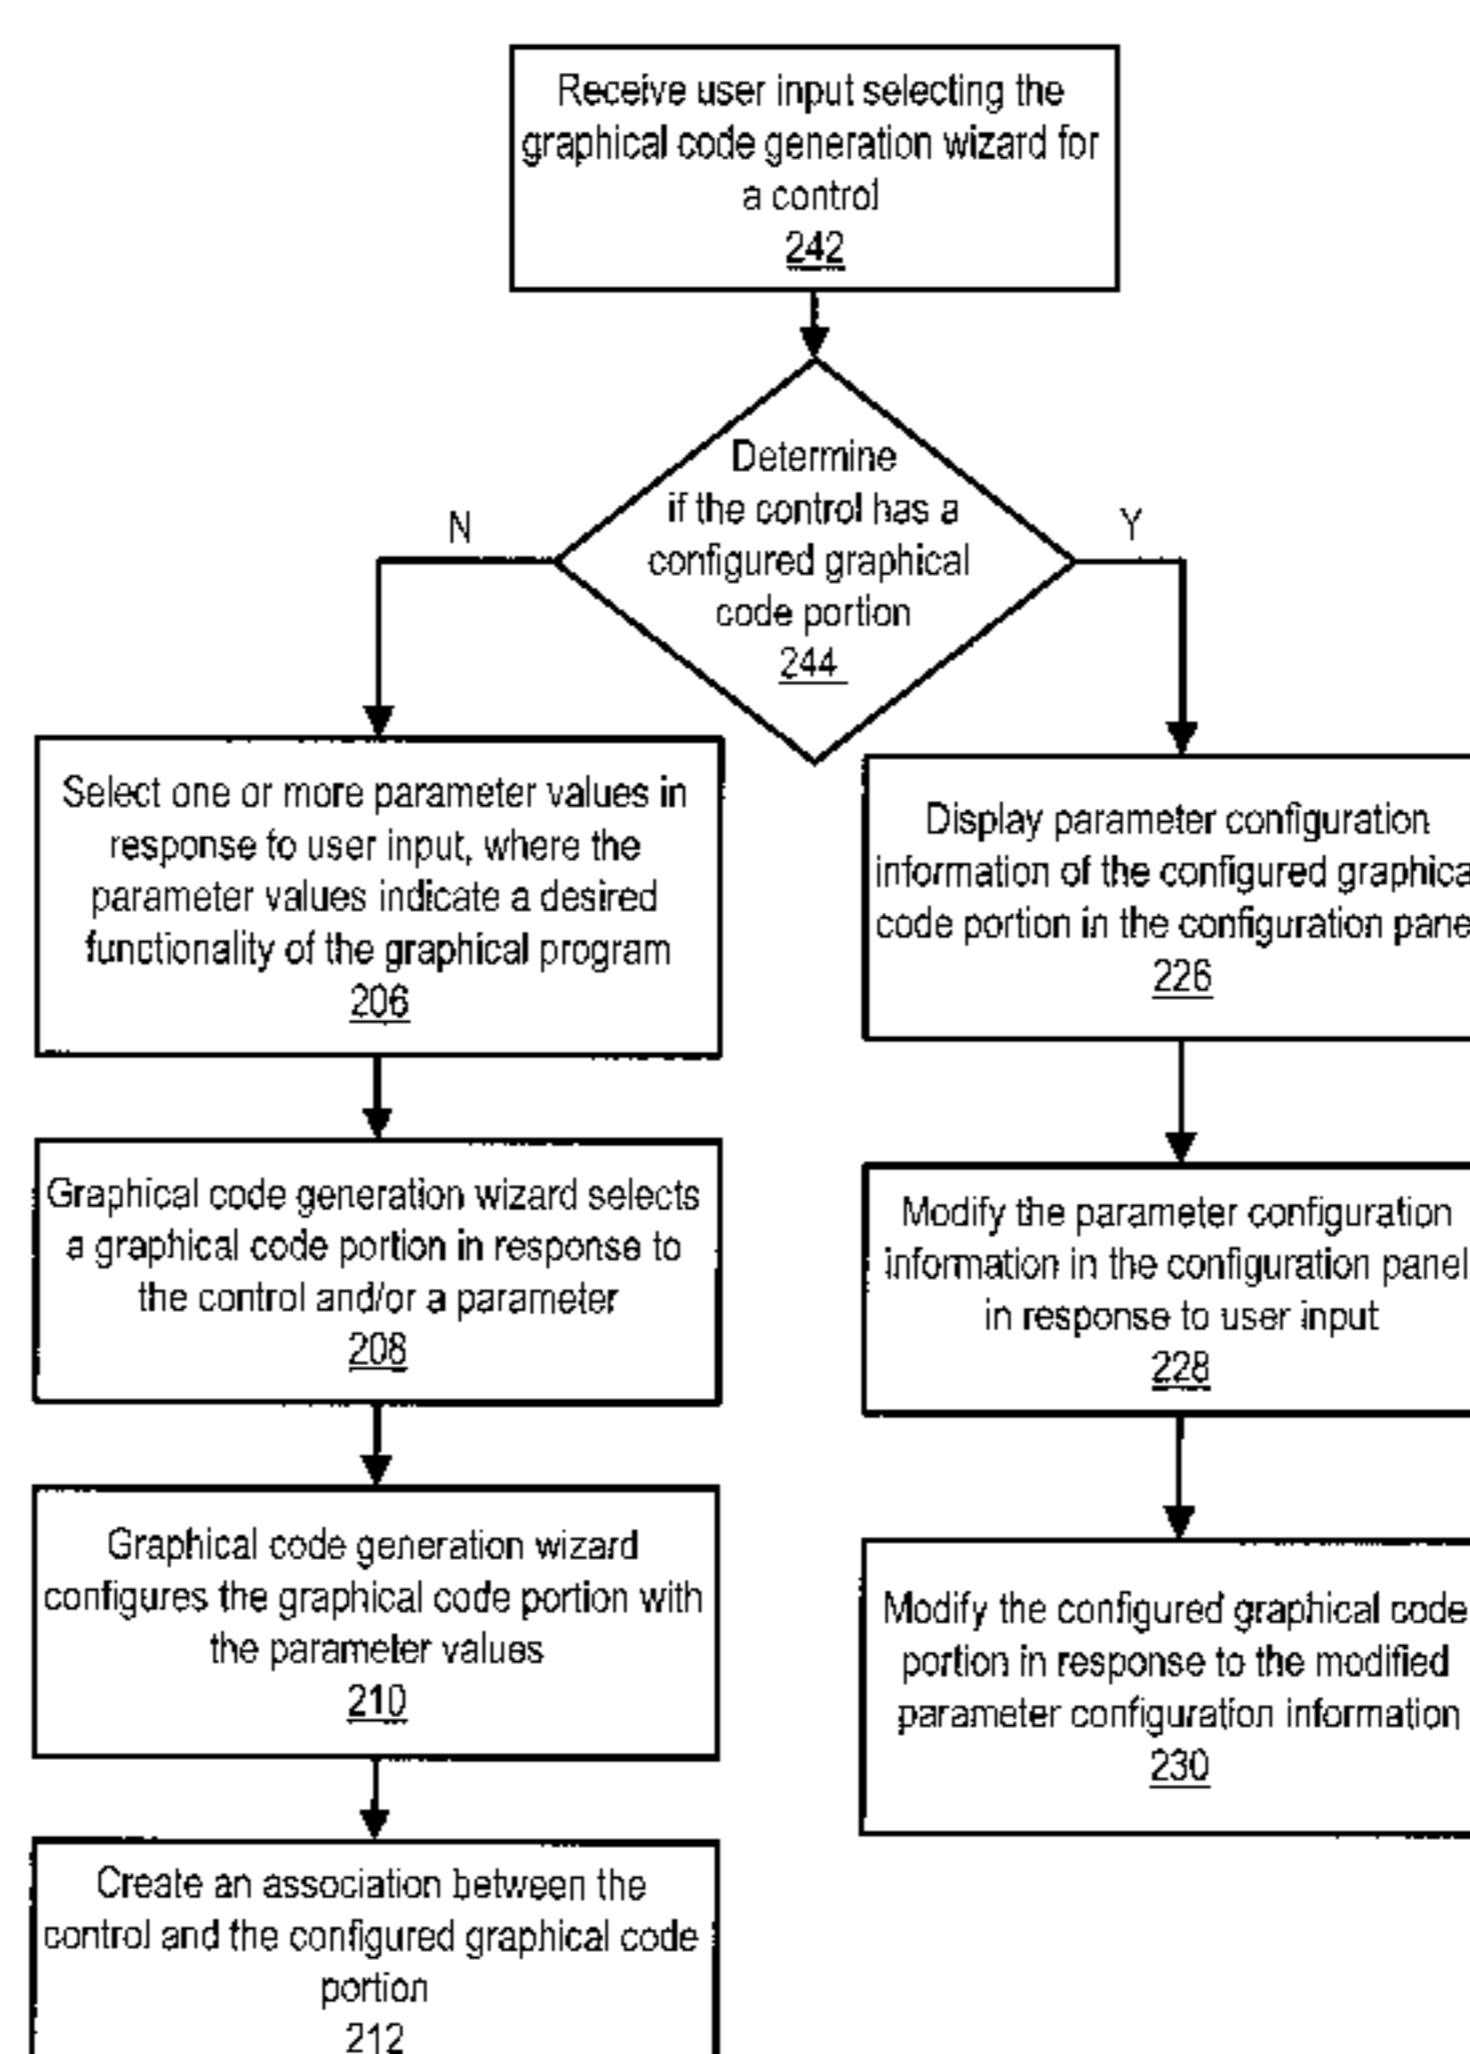 Receive user input selecting the
graphical code generation wizard for
a control
242
Determine
if the control has a
configured graphical
code portion
244
N
Y
Select one or more parameter values in
response to user input, where the
parameter values indicate a desired
functionality of the graphical program
206
Display parameter configuration
information of the configured graphica
code portion in the configuration pane
226
Graphical code generation wizard selects
a graphical code portion in response to
the control and/or a parameter
208
Modify the parameter configuration
information in the configuration panel
in response to user input
228
Graphical code generation wizard
configures the graphical code portion with
the parameter values
210
Modify the configured graphical code
portion in response to the modified
parameter configuration information
230
Create an association between the
control and the configured graphical code
portion
212